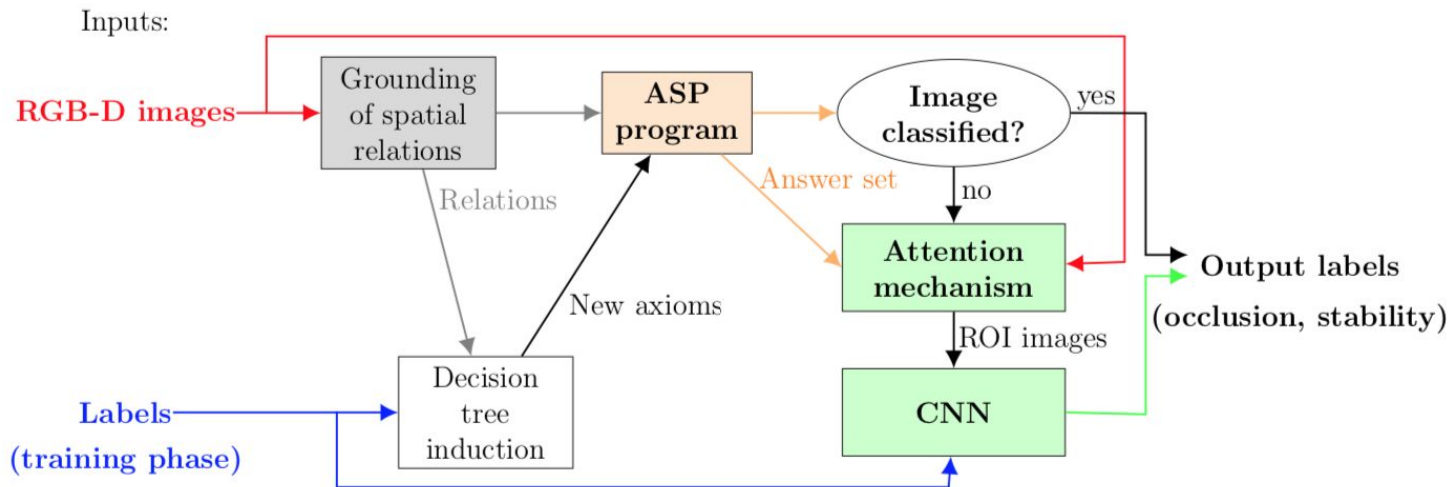 Inputs:
RGB-D images
Grounding
of spatial
relations
ASP
program
Image
classified?
yes
Relations
Answer set
no
Attention
mechanism
Output labels
(occlusion, stability)
New axioms
ROI images
Decision
tree
induction
CNN
Labels
(training phase)